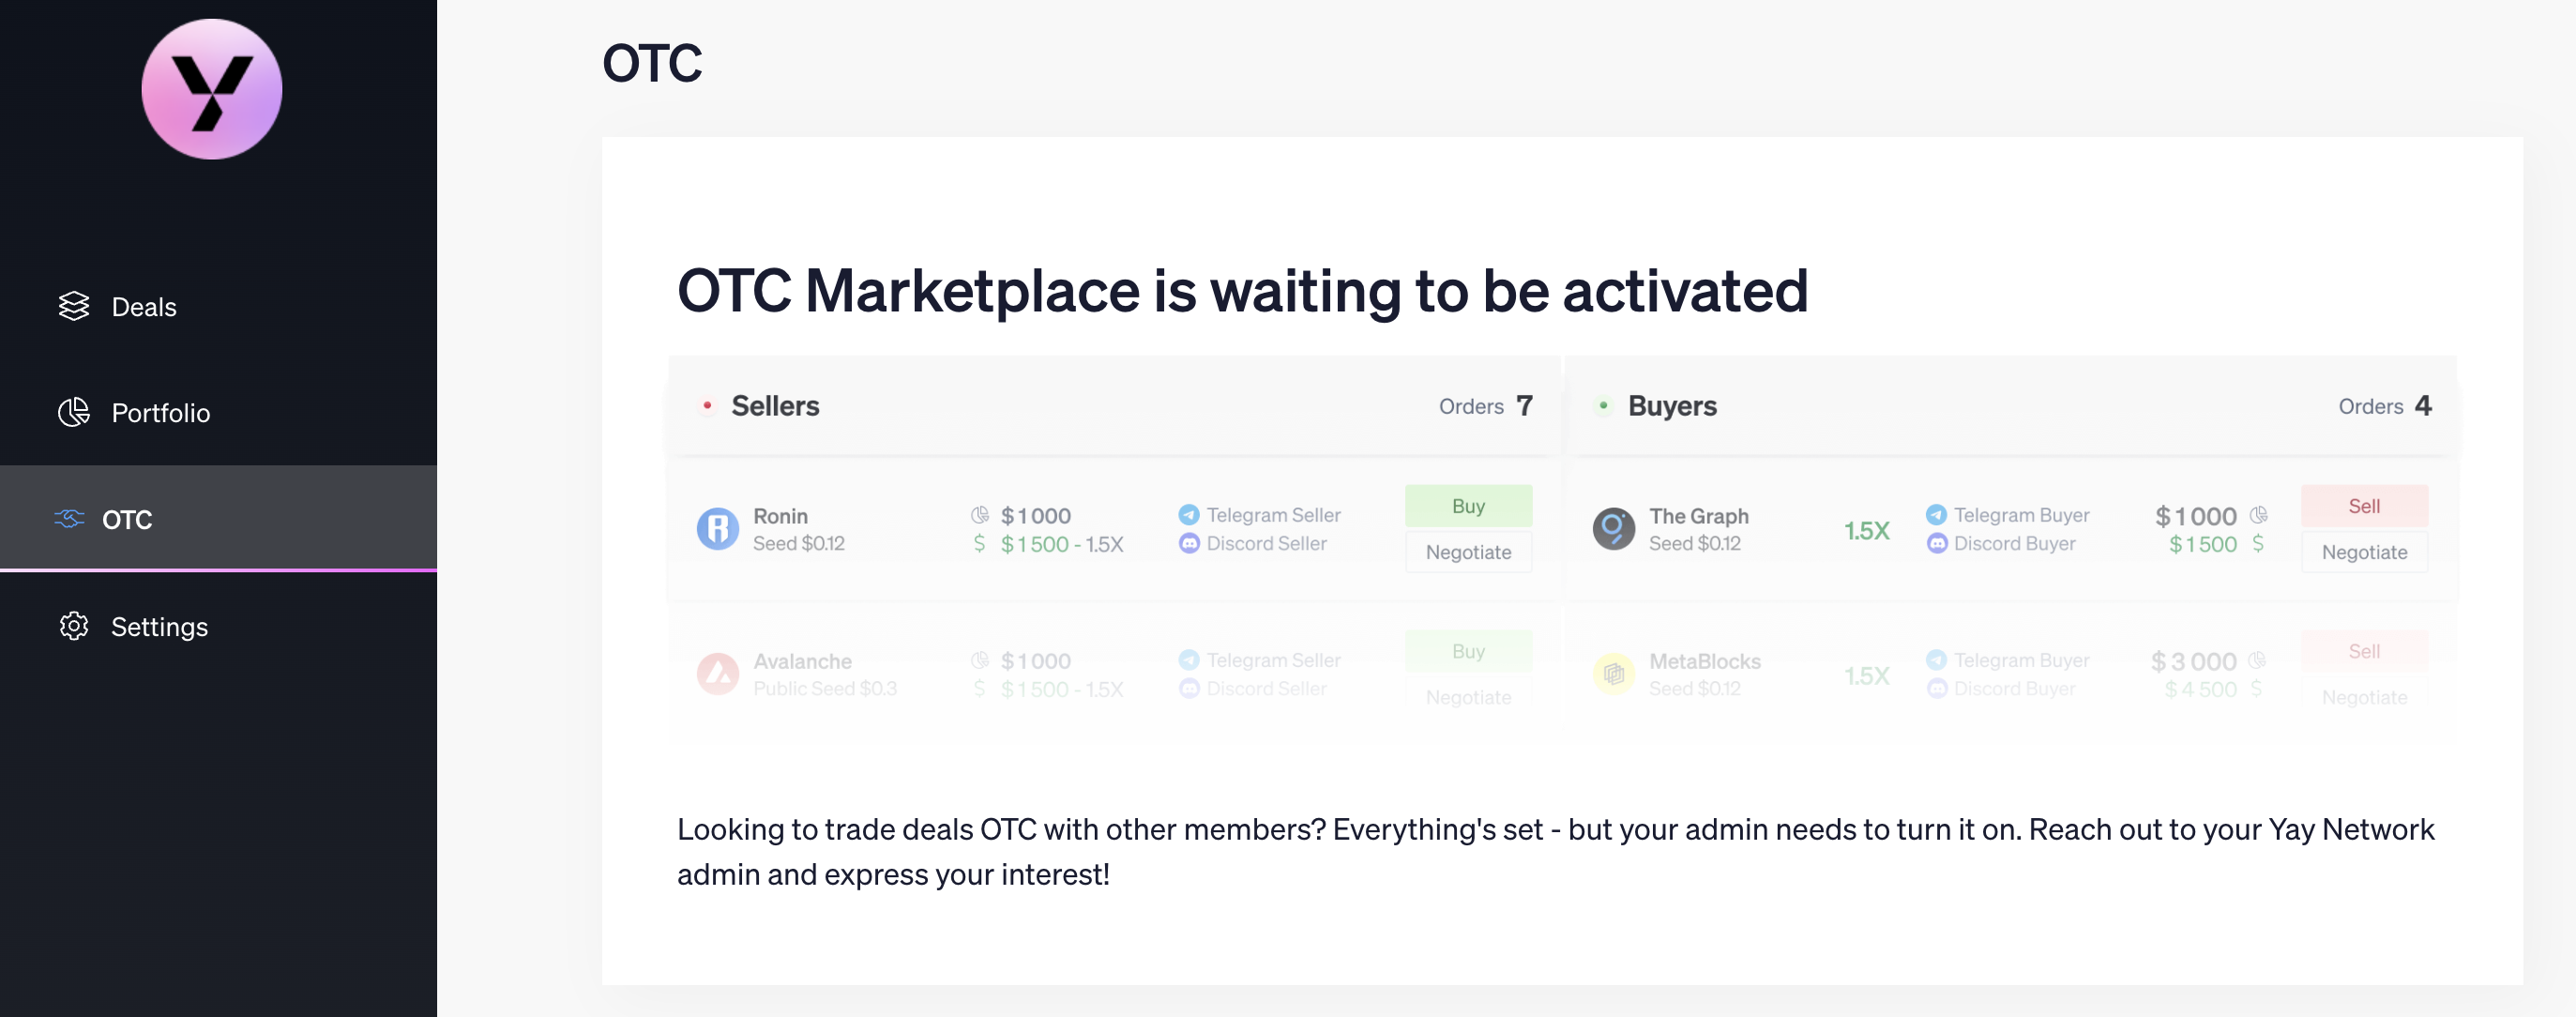 Deals
Portfolio
OTC
Settings
OTC
OTC Marketplace is waiting to be activated
Sellers Orders 7
Ronin $1 000 Telegram Seller Buy
Seed $0.12 $ $1 500 - 1.5X Discord Seller Negotiate
Avalanche $1 000 Telegram Seller Buy
Public Seed $0.3 $ $1 500 - 1.5X Discord Seller Negotiate
Buyers Orders 4
The Graph 1.5X Telegram Buyer $1 000 Sell
Seed $0.12 Discord Buyer $1 500 $ Negotiate
MetaBlocks 1.5X Telegram Buyer $3 000 Sell
Seed $0.12 Discord Buyer $4 500 $ Negotiate
Looking to trade deals OTC with other members? Everything's set - but your admin needs to turn it on. Reach out to your Yay Network
admin and express your interest!